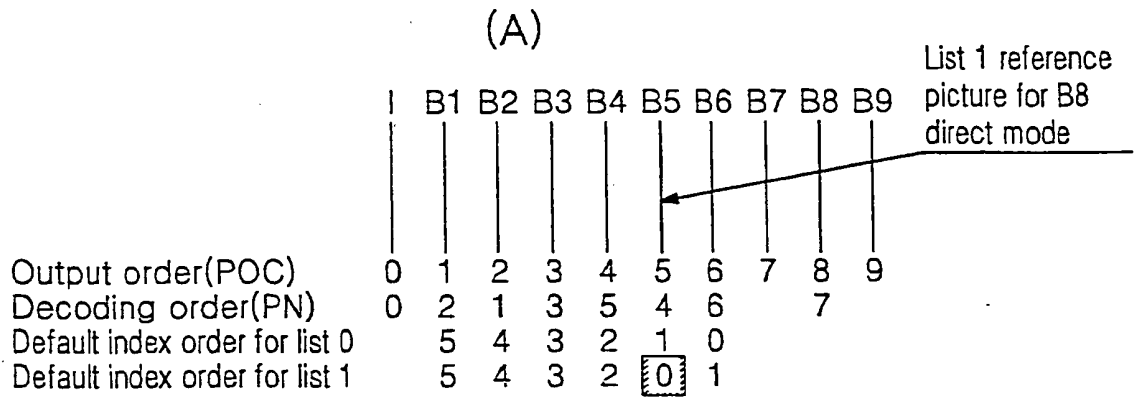 (A)
List 1 reference
picture for B8
direct mode
I B1 B2 B3 B4 B5 B6 B7 B8 B9
Output order(POC) 0 1 2 3 4 5 6 7 8 9
Decoding order(PN) 0 2 1 3 5 4 6 7
Default index order for list 0 5 4 3 2 1 0
Default index order for list 1 5 4 3 2 0 1